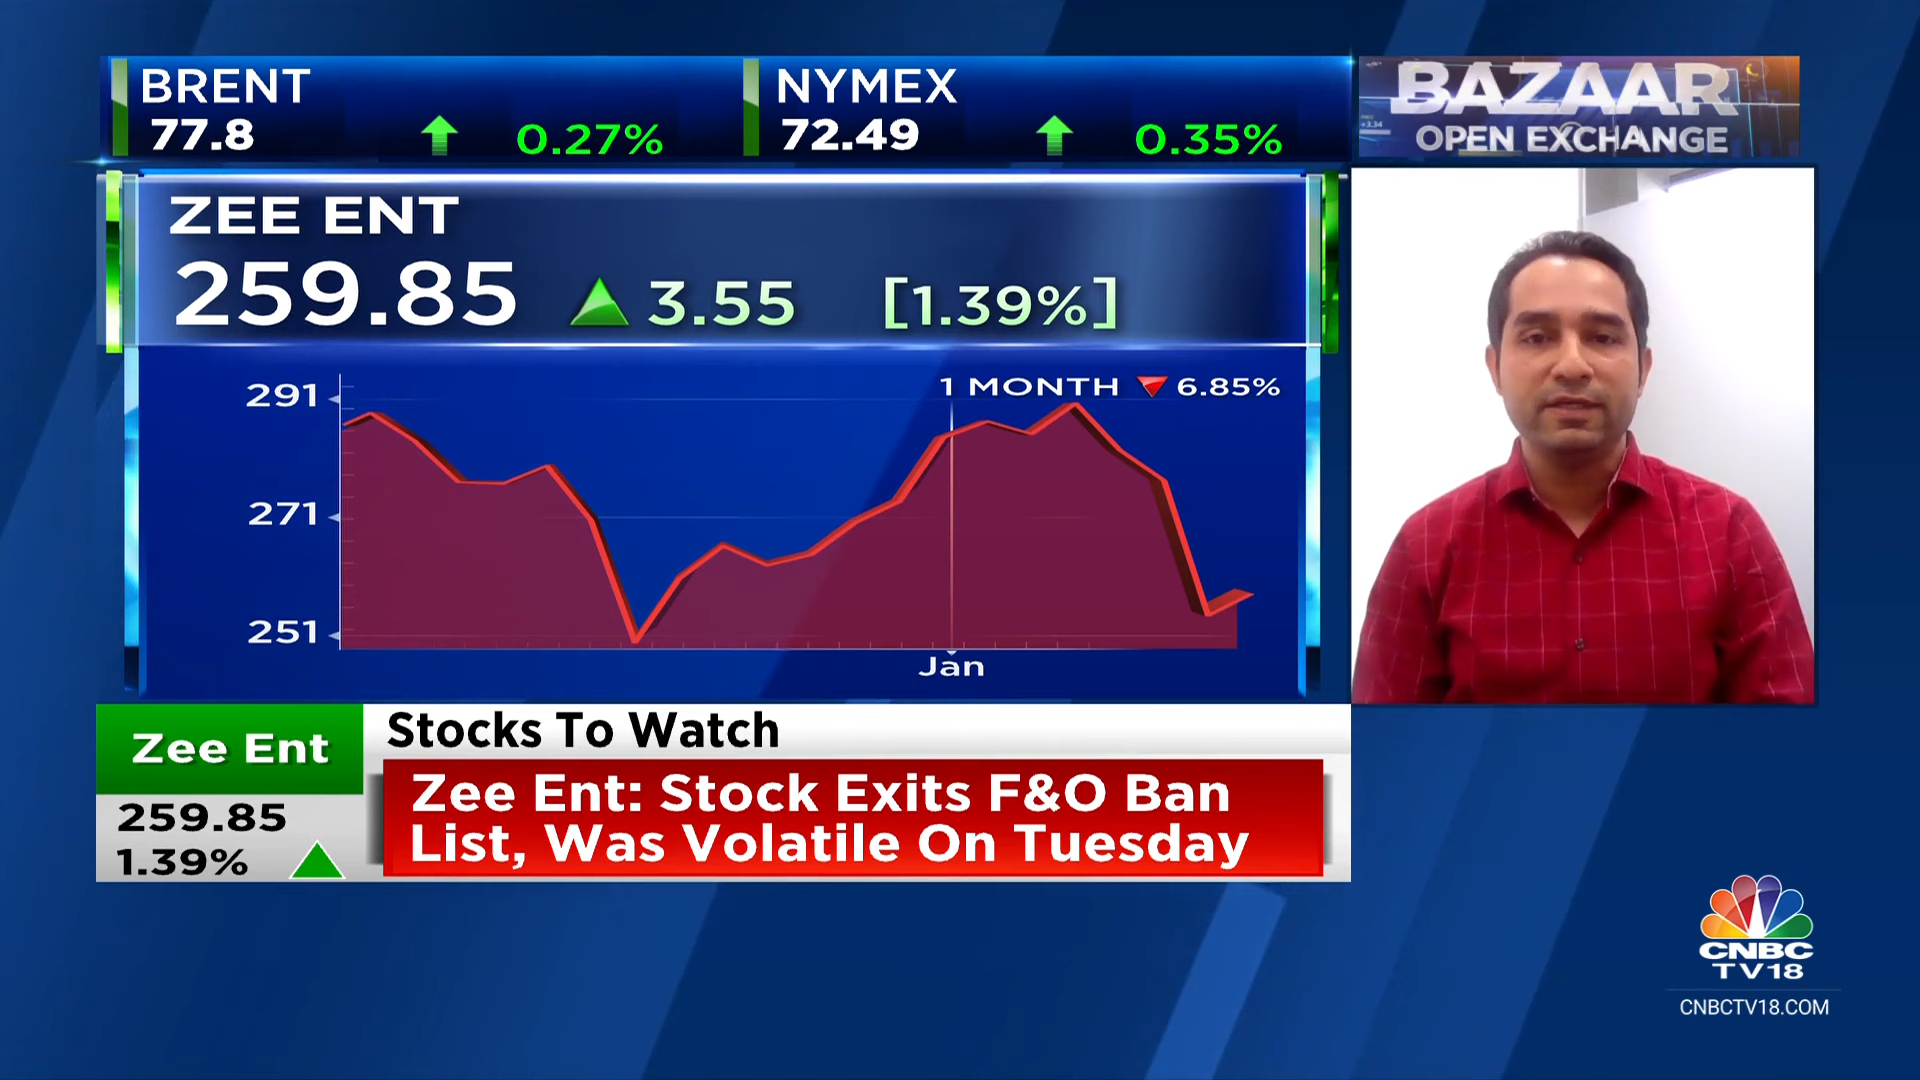 BRENT
77.8 0.27%
NYMEX
72.49 0.35%
BAZAAR
OPEN EXCHANGE
ZEE ENT
259.85 3.55 [1.39%]
1 MONTH 6.85%
291
271
251
Jan
Zee Ent
259.85
1.39%
Stocks To Watch
Zee Ent: Stock Exits F&O Ban
List, Was Volatile On Tuesday
CNBC
TV18
CNBCTV18.COM